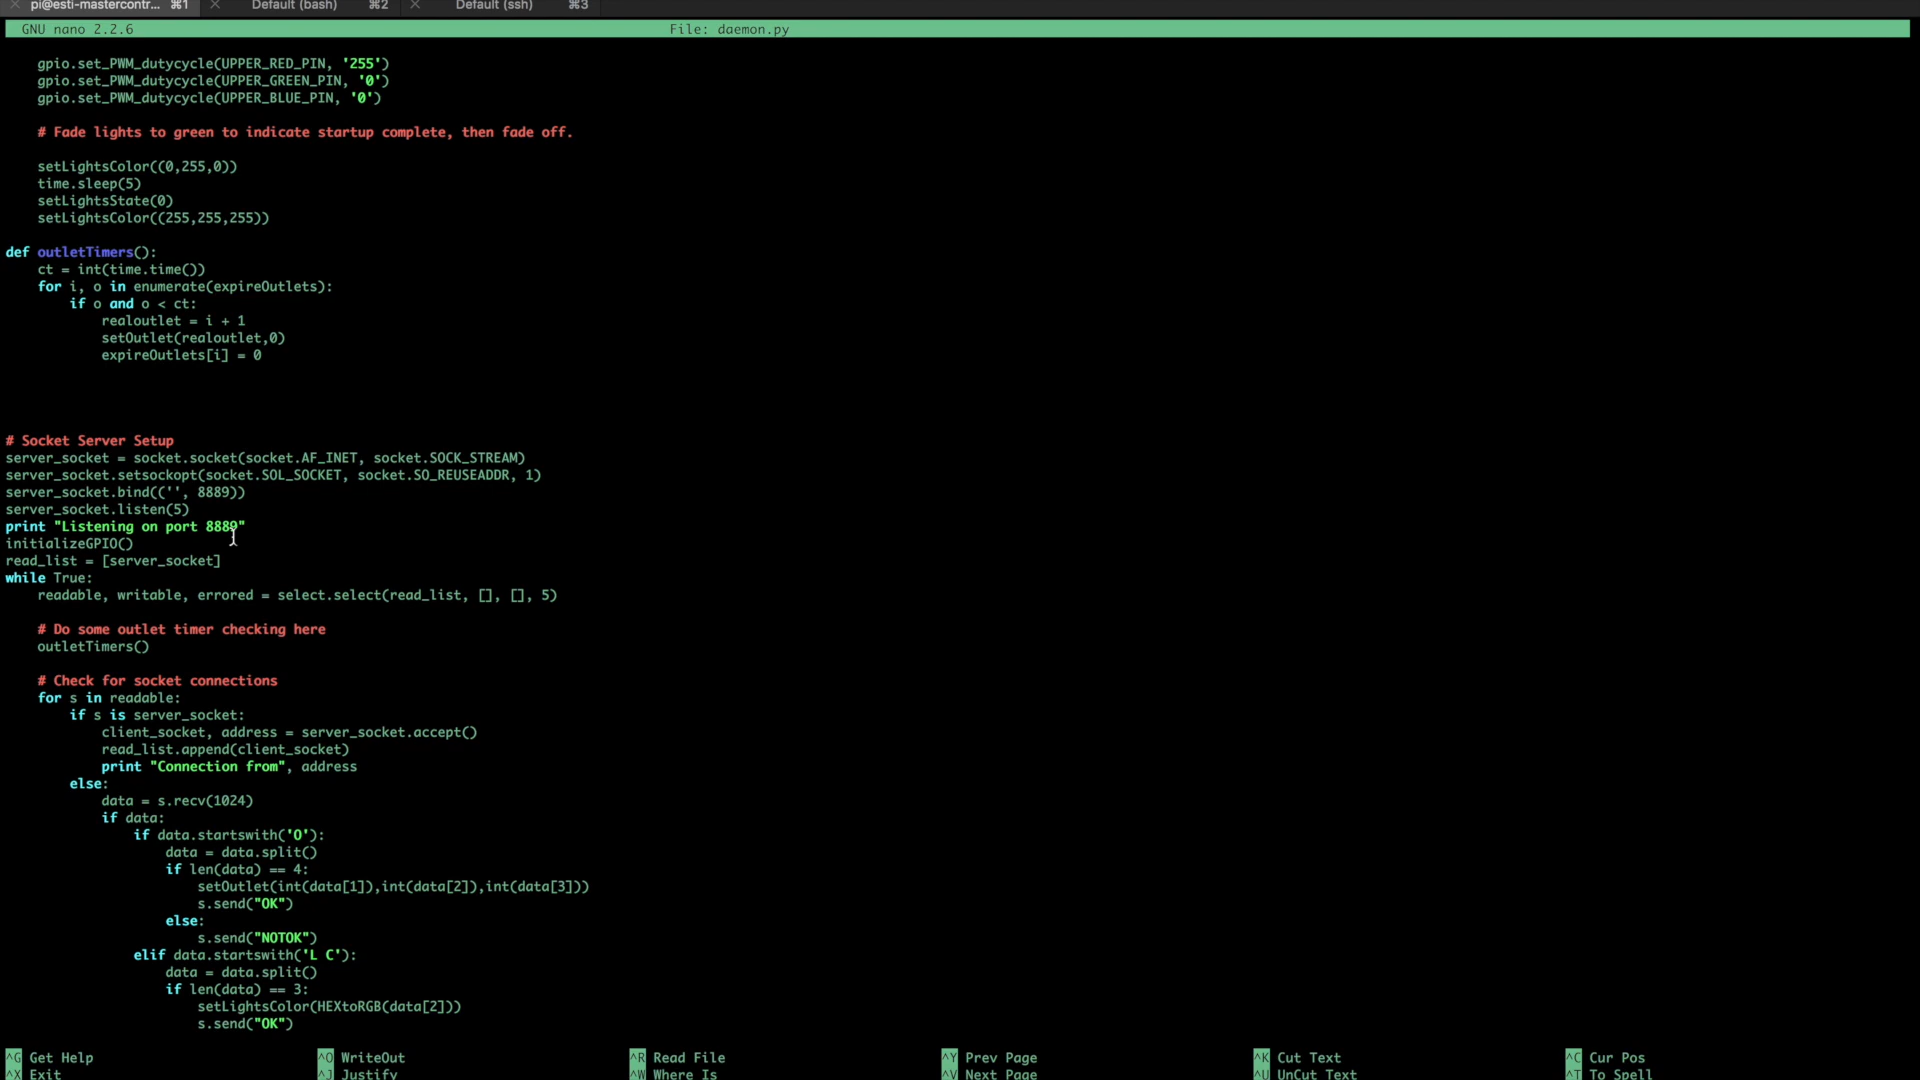 pi@esti-mastercontr... ⌘1 Default (bash) ⌘2 Default (ssh) ⌘3
GNU nano 2.2.6 File: daemon.py
gpio.set_PWM_dutycycle(UPPER_RED_PIN, '255')
gpio.set_PWM_dutycycle(UPPER_GREEN_PIN, '0')
gpio.set_PWM_dutycycle(UPPER_BLUE_PIN, '0')
# Fade lights to green to indicate startup complete, then fade off.
setLightsColor((0,255,0))
time.sleep(5)
setLightsState(0)
setLightsColor((255,255,255))
def outletTimers():
ct = int(time.time())
for i, o in enumerate(expireOutlets):
if o and o < ct:
realoutlet = i + 1
setOutlet(realoutlet,0)
expireOutlets[i] = 0
# Socket Server Setup
server_socket = socket.socket(socket.AF_INET, socket.SOCK_STREAM)
server_socket.setsockopt(socket.SOL_SOCKET, socket.SO_REUSEADDR, 1)
server_socket.bind(('', 8889))
server_socket.listen(5)
print "Listening on port 8889"
initializeGPIO()
read_list = [server_socket]
while True:
readable, writable, errored = select.select(read_list, [], [], 5)
# Do some outlet timer checking here
outletTimers()
# Check for socket connections
for s in readable:
if s is server_socket:
client_socket, address = server_socket.accept()
read_list.append(client_socket)
print "Connection from", address
else:
data = s.recv(1024)
if data:
if data.startswith('O'):
data = data.split()
if len(data) == 4:
setOutlet(int(data[1]),int(data[2]),int(data[3]))
s.send("OK")
else:
s.send("NOTOK")
elif data.startswith('L C'):
data = data.split()
if len(data) == 3:
setLightsColor(HEXtoRGB(data[2]))
s.send("OK")
^G Get Help ^O WriteOut ^R Read File ^Y Prev Page ^K Cut Text ^C Cur Pos
^X Exit ^J Justify ^W Where Is ^V Next Page ^U UnCut Text ^T To Spell